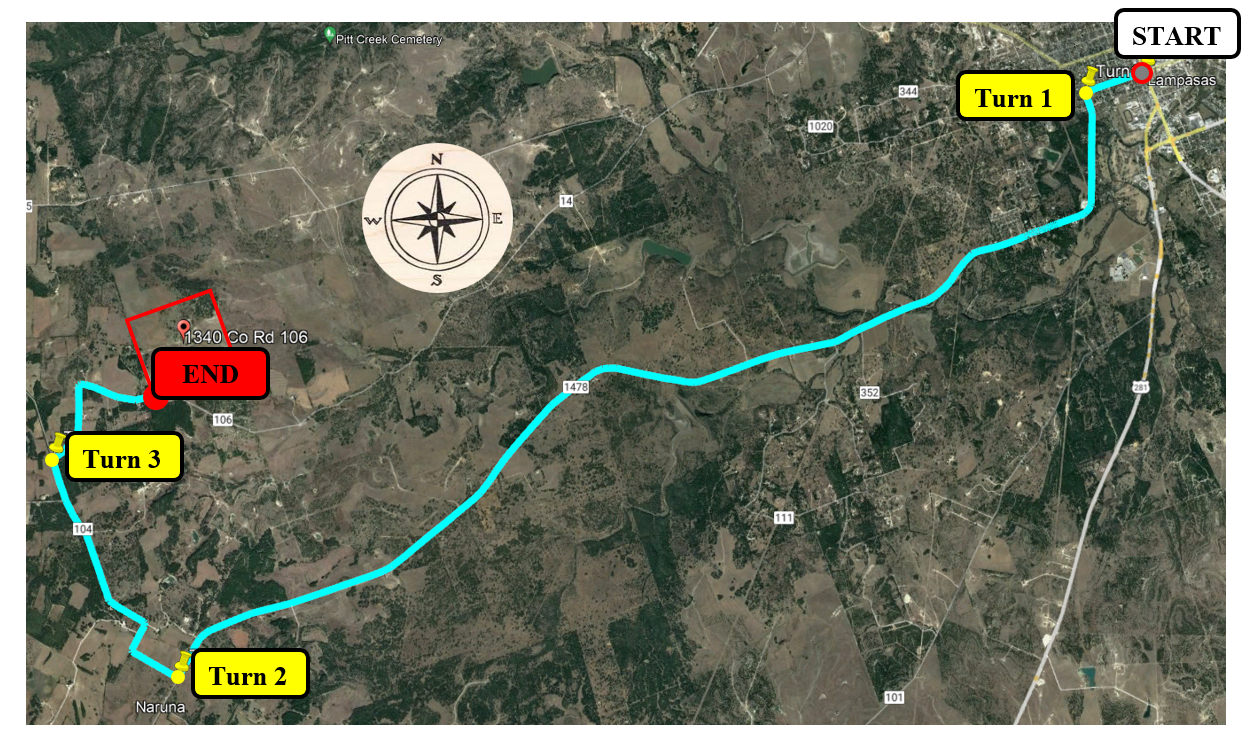 START
Pitt Creek Cemetery
Turn
Lampasas
Turn 1
344
1020
N
W
E
S
14
5
1340 Co Rd 106
END
1478
281
352
106
Turn 3
104
111
Turn 2
101
Naruna